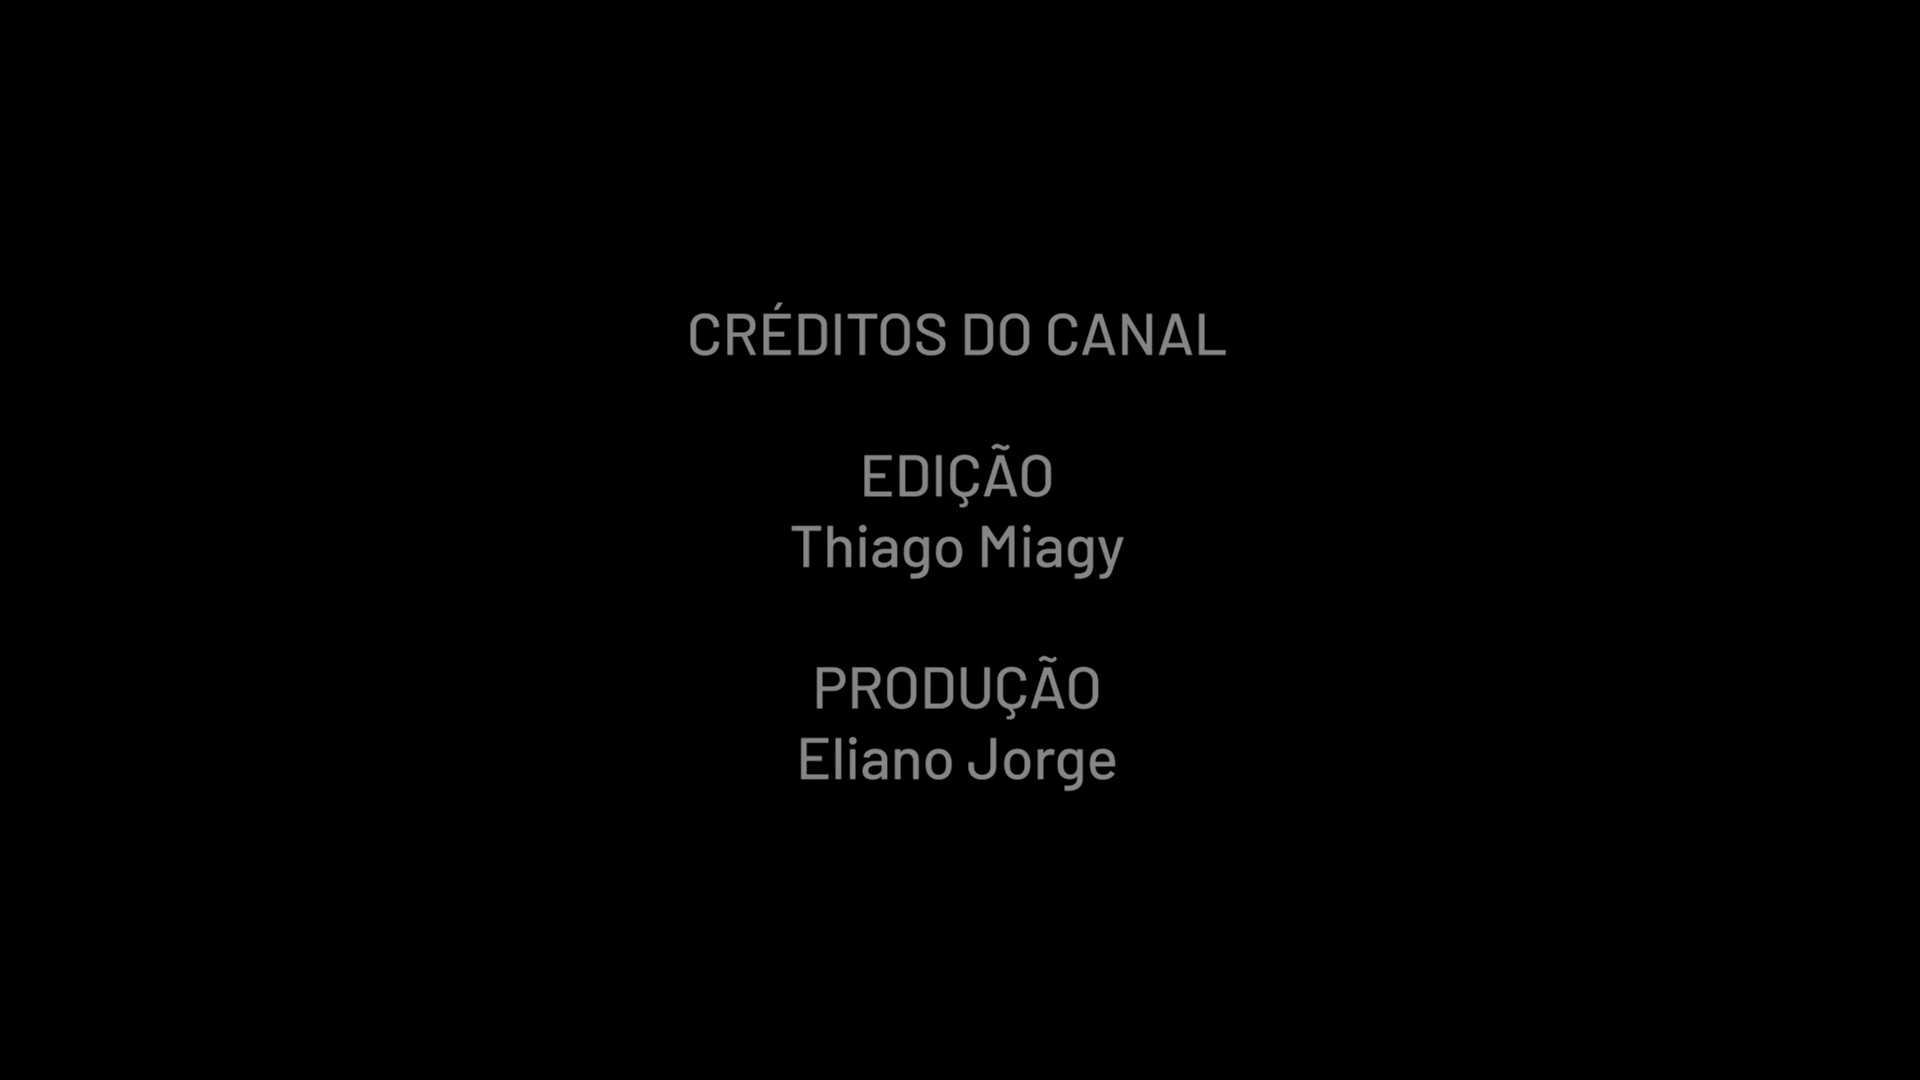 CRÉDITOS DO CANAL
EDIÇÃO
Thiago Miagy
PRODUÇÃO
Eliano Jorge